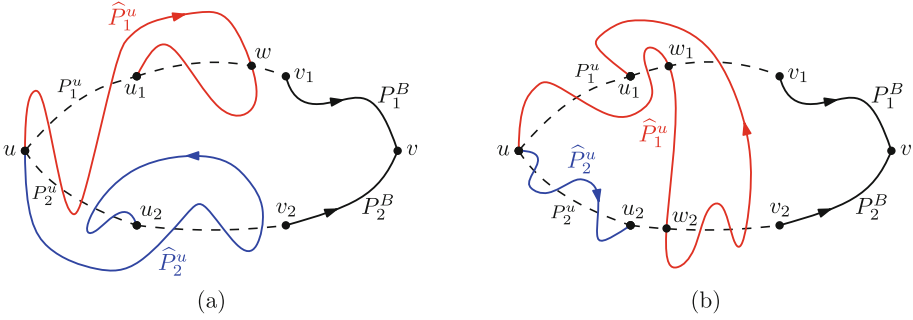 P̂₁ᵘ
w
P₁ᵘ
u₁
v₁
P₁ᴮ
u
v
P₂ᵘ
u₂
v₂
P₂ᴮ
P̂₂ᵘ
(a)
w₁
P₁ᵘ
u₁
v₁
P₁ᴮ
P̂₁ᵘ
u
P̂₂ᵘ
v
P₂ᵘ
u₂
w₂
v₂
P₂ᴮ
(b)